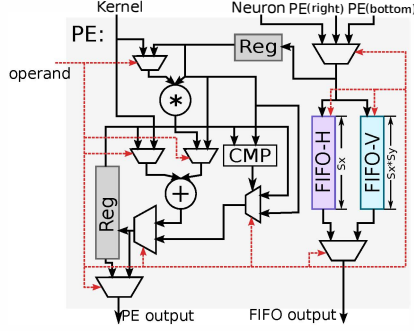 Kernel
Neuron PE(right) PE(bottom)
PE:
Reg
operand
*
CMP
FIFO-H
Sx
FIFO-V
Sx*Sy
+
Reg
PE output
FIFO output